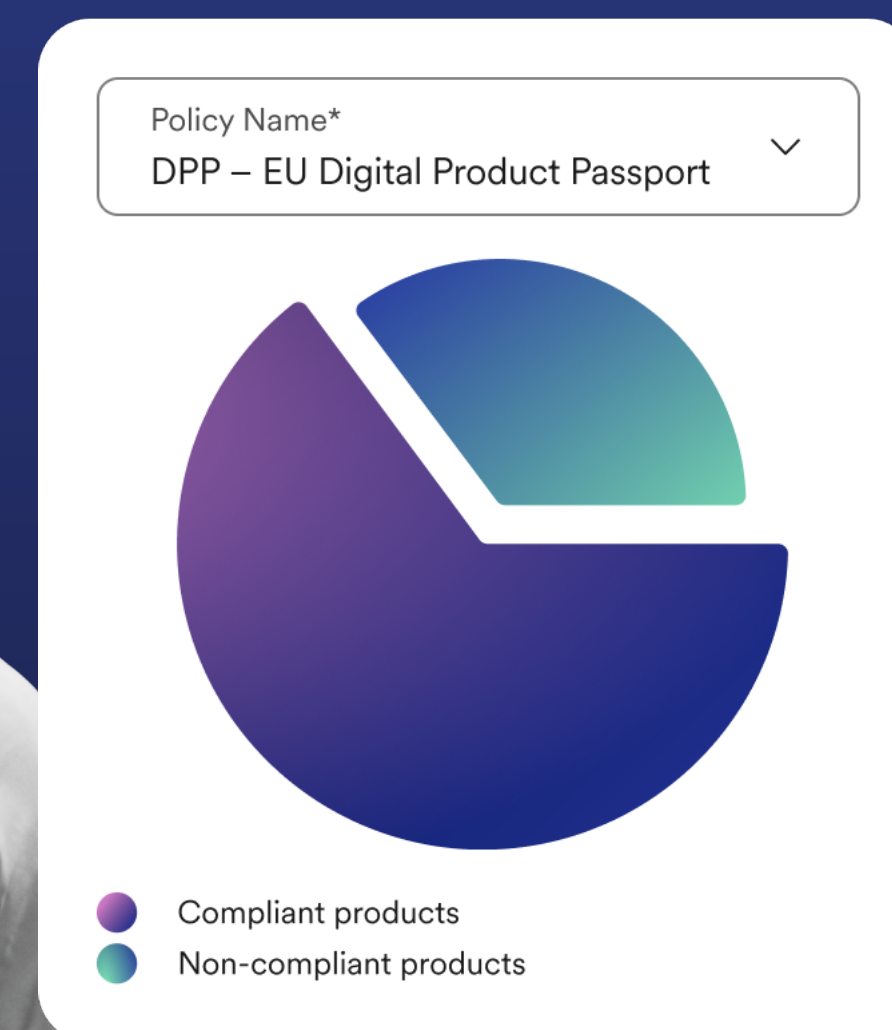 Policy Name*
DPP – EU Digital Product Passport
Compliant products
Non-compliant products